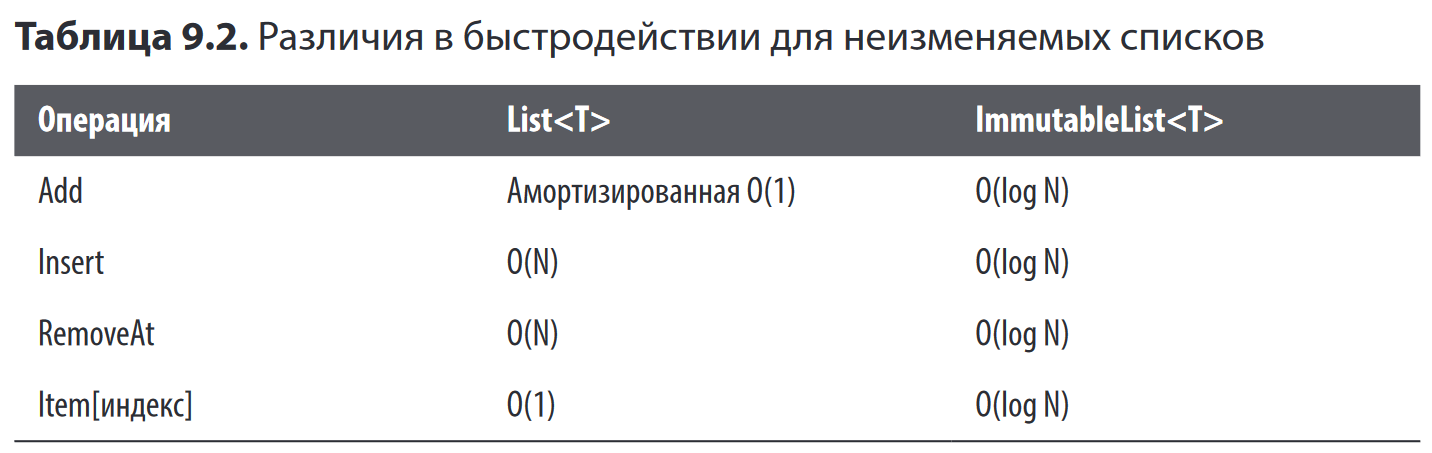 Таблица 9.2. Различия в быстродействии для неизменяемых списков
Операция List<T> ImmutableList<T>
Add Амортизированная O(1) O(log N)
Insert O(N) O(log N)
RemoveAt O(N) O(log N)
Item[индекс] O(1) O(log N)